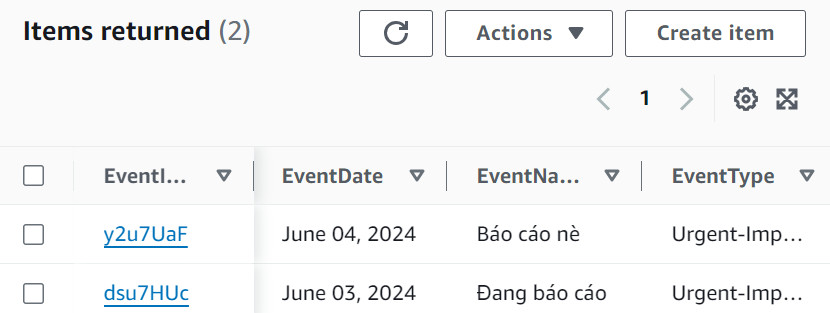 Items returned (2) Actions Create item
1
EventI... EventDate EventNa... EventType
y2u7UaF June 04, 2024 Báo cáo nè Urgent-Imp...
dsu7HUc June 03, 2024 Đang báo cáo Urgent-Imp...